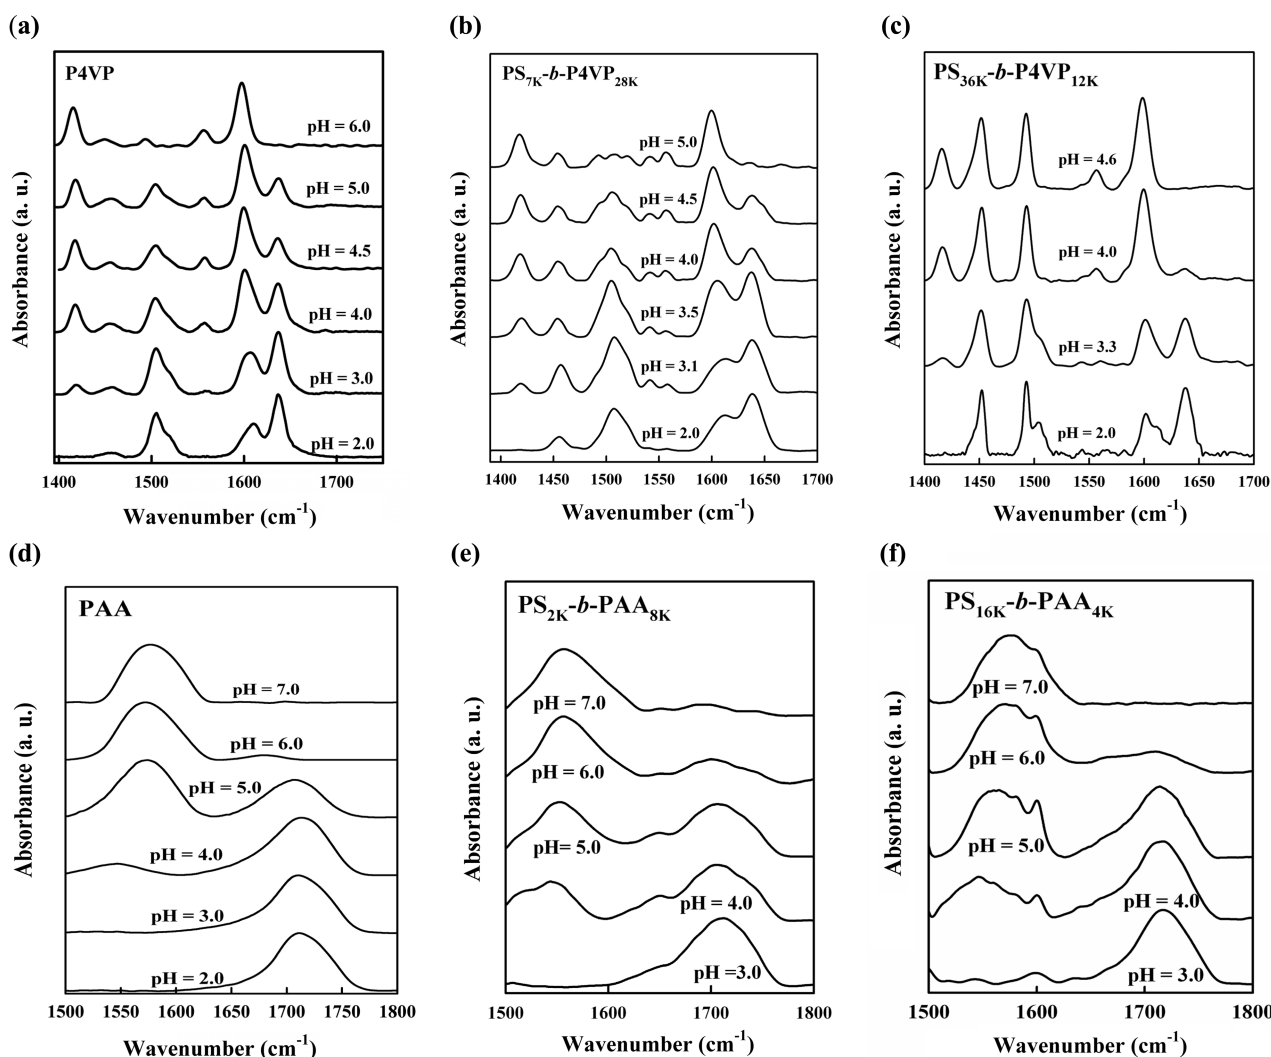 (a)
P4VP
pH = 6.0
pH = 5.0
pH = 4.5
pH = 4.0
pH = 3.0
pH = 2.0
Absorbance (a. u.)
1400 1500 1600 1700
Wavenumber (cm⁻¹)
(b)
PS₇ₖ-b-P4VP₂₈ₖ
pH = 5.0
pH = 4.5
pH = 4.0
pH = 3.5
pH = 3.1
pH = 2.0
Absorbance (a. u.)
1400 1450 1500 1550 1600 1650 1700
Wavenumber (cm⁻¹)
(c)
PS₃₆ₖ-b-P4VP₁₂ₖ
pH = 4.6
pH = 4.0
pH = 3.3
pH = 2.0
Absorbance (a. u.)
1400 1450 1500 1550 1600 1650 1700
Wavenumber (cm⁻¹)
(d)
PAA
pH = 7.0
pH = 6.0
pH = 5.0
pH = 4.0
pH = 3.0
pH = 2.0
Absorbance (a. u.)
1500 1550 1600 1650 1700 1750 1800
Wavenumber (cm⁻¹)
(e)
PS₂ₖ-b-PAA₈ₖ
pH = 7.0
pH = 6.0
pH= 5.0
pH = 4.0
pH =3.0
Absorbance (a. u.)
1500 1600 1700 1800
Wavenumber (cm⁻¹)
(f)
PS₁₆ₖ-b-PAA₄ₖ
pH = 7.0
pH = 6.0
pH = 5.0
pH = 4.0
pH = 3.0
Absorbance (a. u.)
1500 1600 1700 1800
Wavenumber (cm⁻¹)